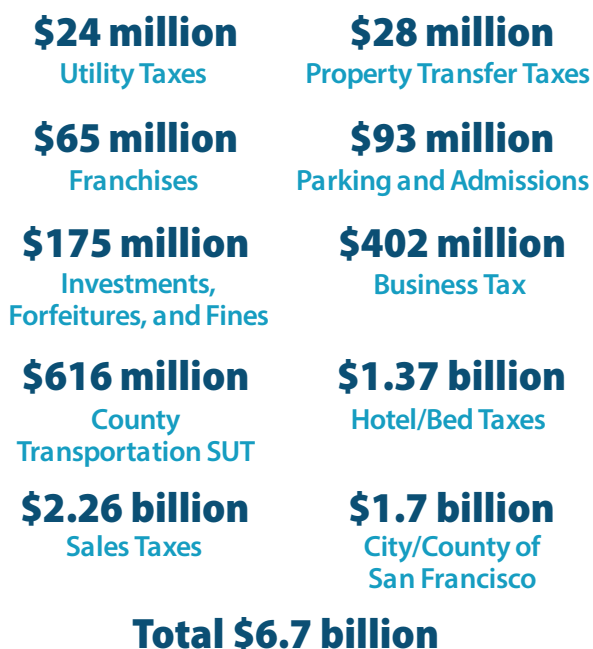 $24 million
Utility Taxes
$28 million
Property Transfer Taxes
$65 million
Franchises
$93 million
Parking and Admissions
$175 million
Investments,
Forfeitures, and Fines
$402 million
Business Tax
$616 million
County
Transportation SUT
$1.37 billion
Hotel/Bed Taxes
$2.26 billion
Sales Taxes
$1.7 billion
City/County of
San Francisco
Total $6.7 billion